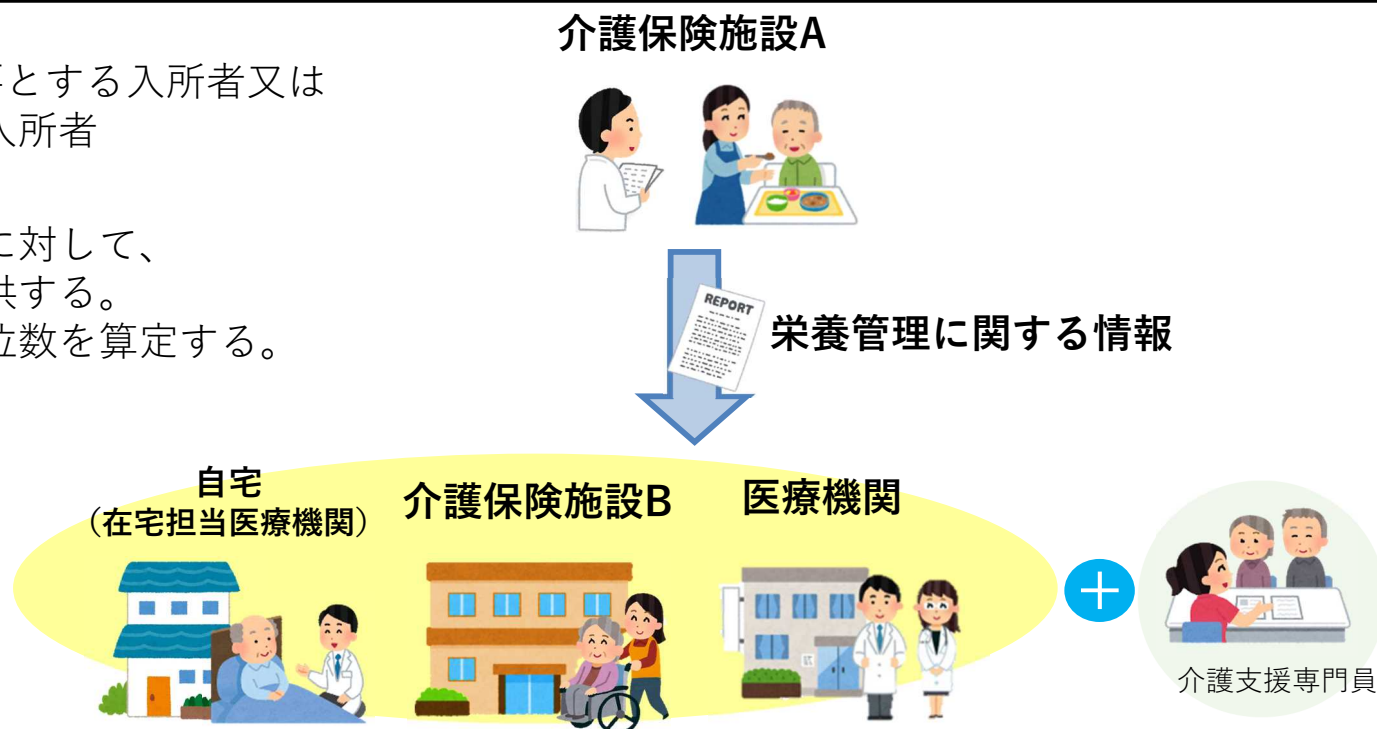 介護保険施設A
とする入所者又は
入所者
に対して、
供する。
位数を算定する。
REPORT
栄養管理に関する情報
自宅
（在宅担当医療機関）
介護保険施設B
医療機関
＋
介護支援専門員